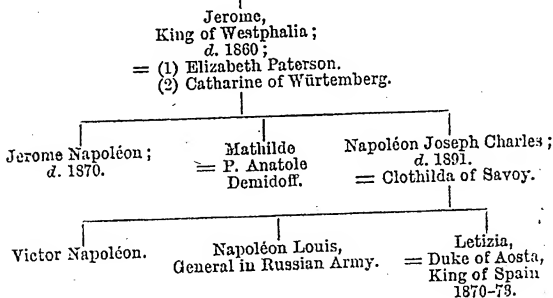 Jerome,
King of Westphalia;
d. 1860;
= (1) Elizabeth Paterson.
(2) Catharine of Würtemberg.
Jerome Napoléon;
d. 1870.
Mathilde
= P. Anatole
Demidoff.
Napoléon Joseph Charles;
d. 1891.
= Clothilda of Savoy.
Victor Napoléon.
Napoléon Louis,
General in Russian Army.
Letizia,
= Duke of Aosta,
King of Spain
1870-73.